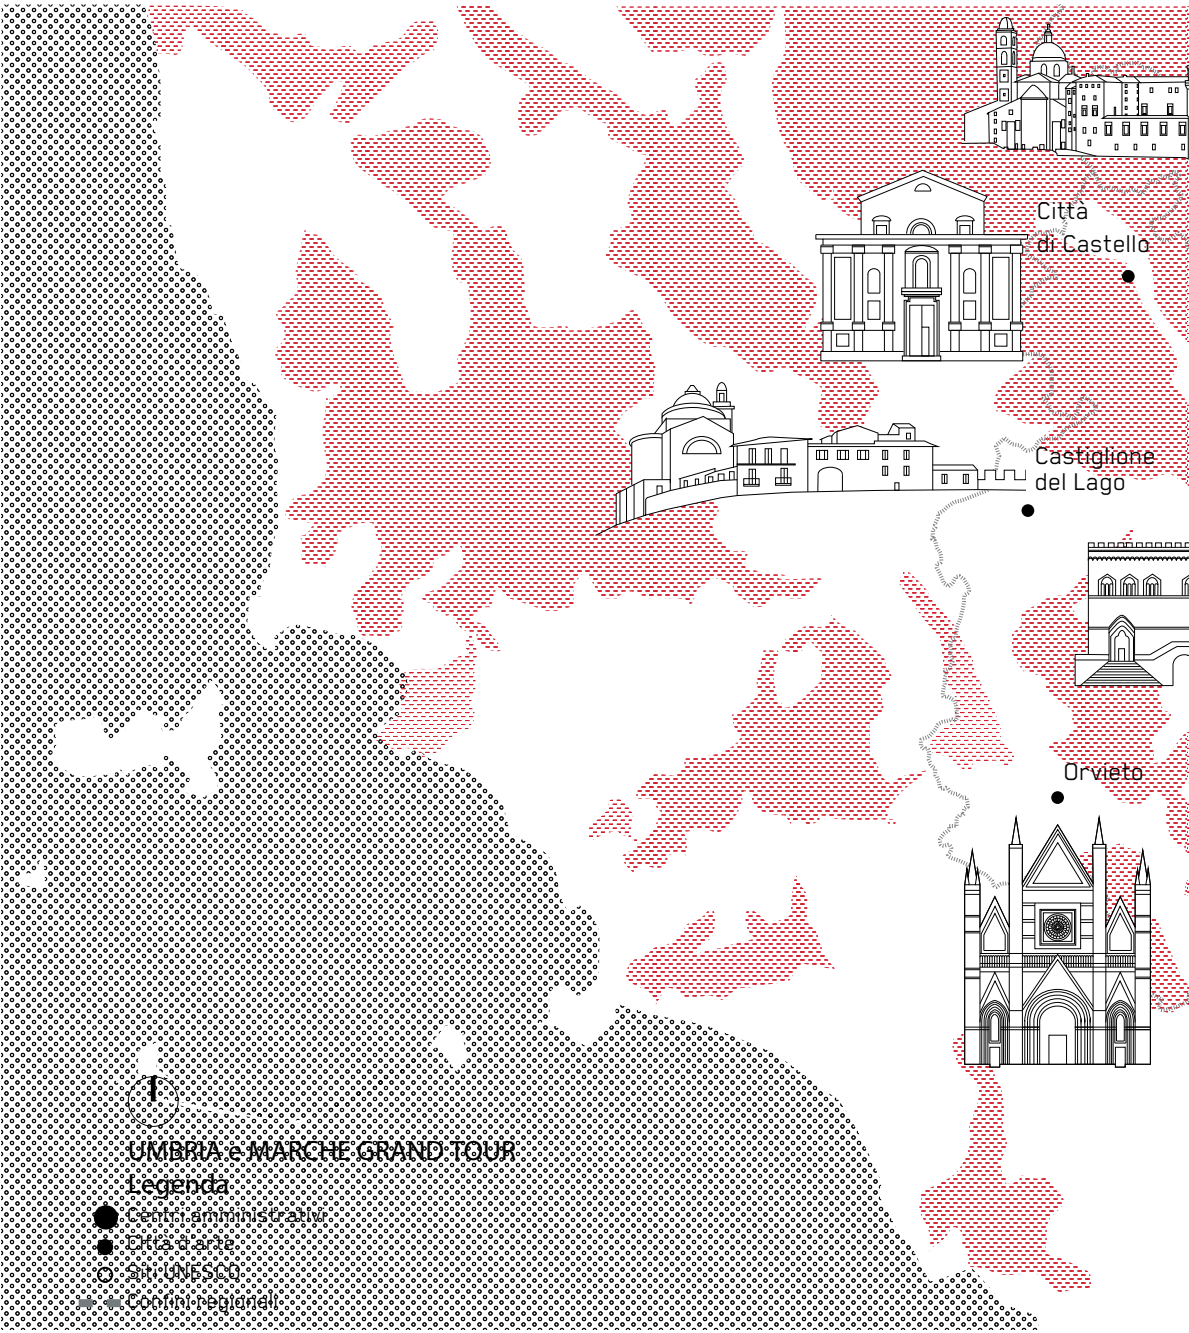 Città
di Castello
Castiglione
del Lago
Orvieto
UMBRIA e MARCHE GRAND TOUR
Legenda
Centri amministrativi
Città d'arte
Siti UNESCO
Confini regionali